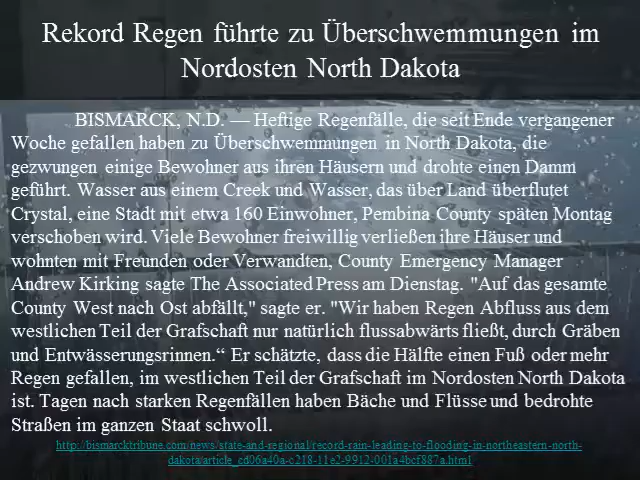 Rekord Regen führte zu Überschwemmungen im
Nordosten North Dakota
BISMARCK, N.D. — Heftige Regenfälle, die seit Ende vergangener
Woche gefallen haben zu Überschwemmungen in North Dakota, die
gezwungen einige Bewohner aus ihren Häusern und drohte einen Damm
geführt. Wasser aus einem Creek und Wasser, das über Land überflutet
Crystal, eine Stadt mit etwa 160 Einwohner, Pembina County späten Montag
verschoben wird. Viele Bewohner freiwillig verließen ihre Häuser und
wohnten mit Freunden oder Verwandten, County Emergency Manager
Andrew Kirking sagte The Associated Press am Dienstag. "Auf das gesamte
County West nach Ost abfällt," sagte er. "Wir haben Regen Abfluss aus dem
westlichen Teil der Grafschaft nur natürlich flussabwärts fließt, durch Gräben
und Entwässerungsrinnen.“ Er schätzte, dass die Hälfte einen Fuß oder mehr
Regen gefallen, im westlichen Teil der Grafschaft im Nordosten North Dakota
ist. Tagen nach starken Regenfällen haben Bäche und Flüsse und bedrohte
Straßen im ganzen Staat schwoll.
http://bismarcktribune.com/news/state-and-regional/record-rain-leading-to-flooding-in-northeastern-north-
dakota/article_cd06a40a-c218-11e2-9912-001a4bcf887a.html